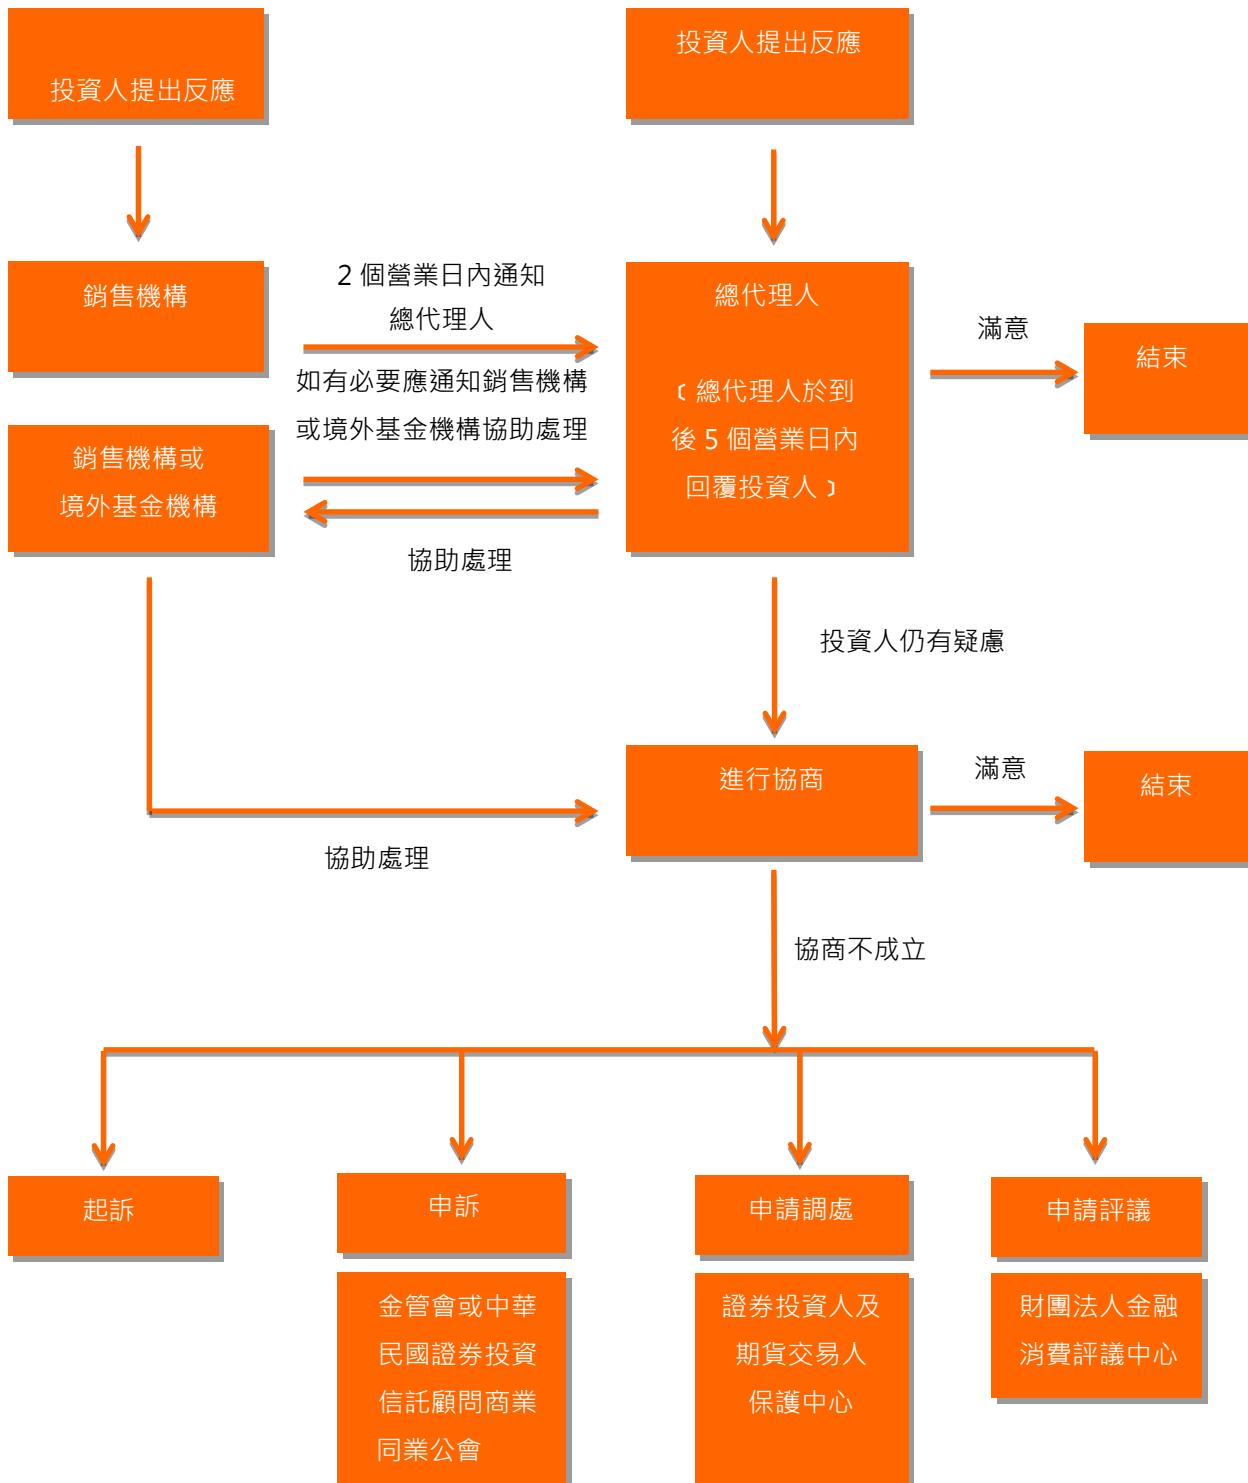 投資人提出反應
投資人提出反應
銷售機構
2 個營業日內通知
總代理人
如有必要應通知銷售機構
或境外基金機構協助處理
總代理人
﹝總代理人於到
後 5 個營業日內
回覆投資人﹞
滿意
結束
銷售機構或
境外基金機構
協助處理
投資人仍有疑慮
進行協商
滿意
結束
協助處理
協商不成立
起訴
申訴
金管會或中華
民國證券投資
信託顧問商業
同業公會
申請調處
證券投資人及
期貨交易人
保護中心
申請評議
財團法人金融
消費評議中心